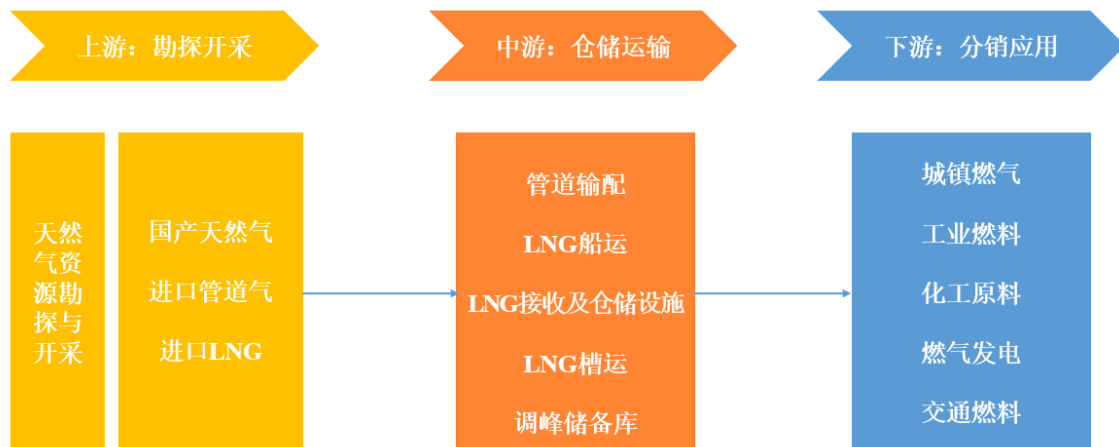 上游：勘探开采
中游：仓储运输
下游：分销应用
天然
气资
源勘
探与
开采
国产天然气
进口管道气
进口LNG
管道输配
LNG船运
LNG接收及仓储设施
LNG槽运
调峰储备库
城镇燃气
工业燃料
化工原料
燃气发电
交通燃料